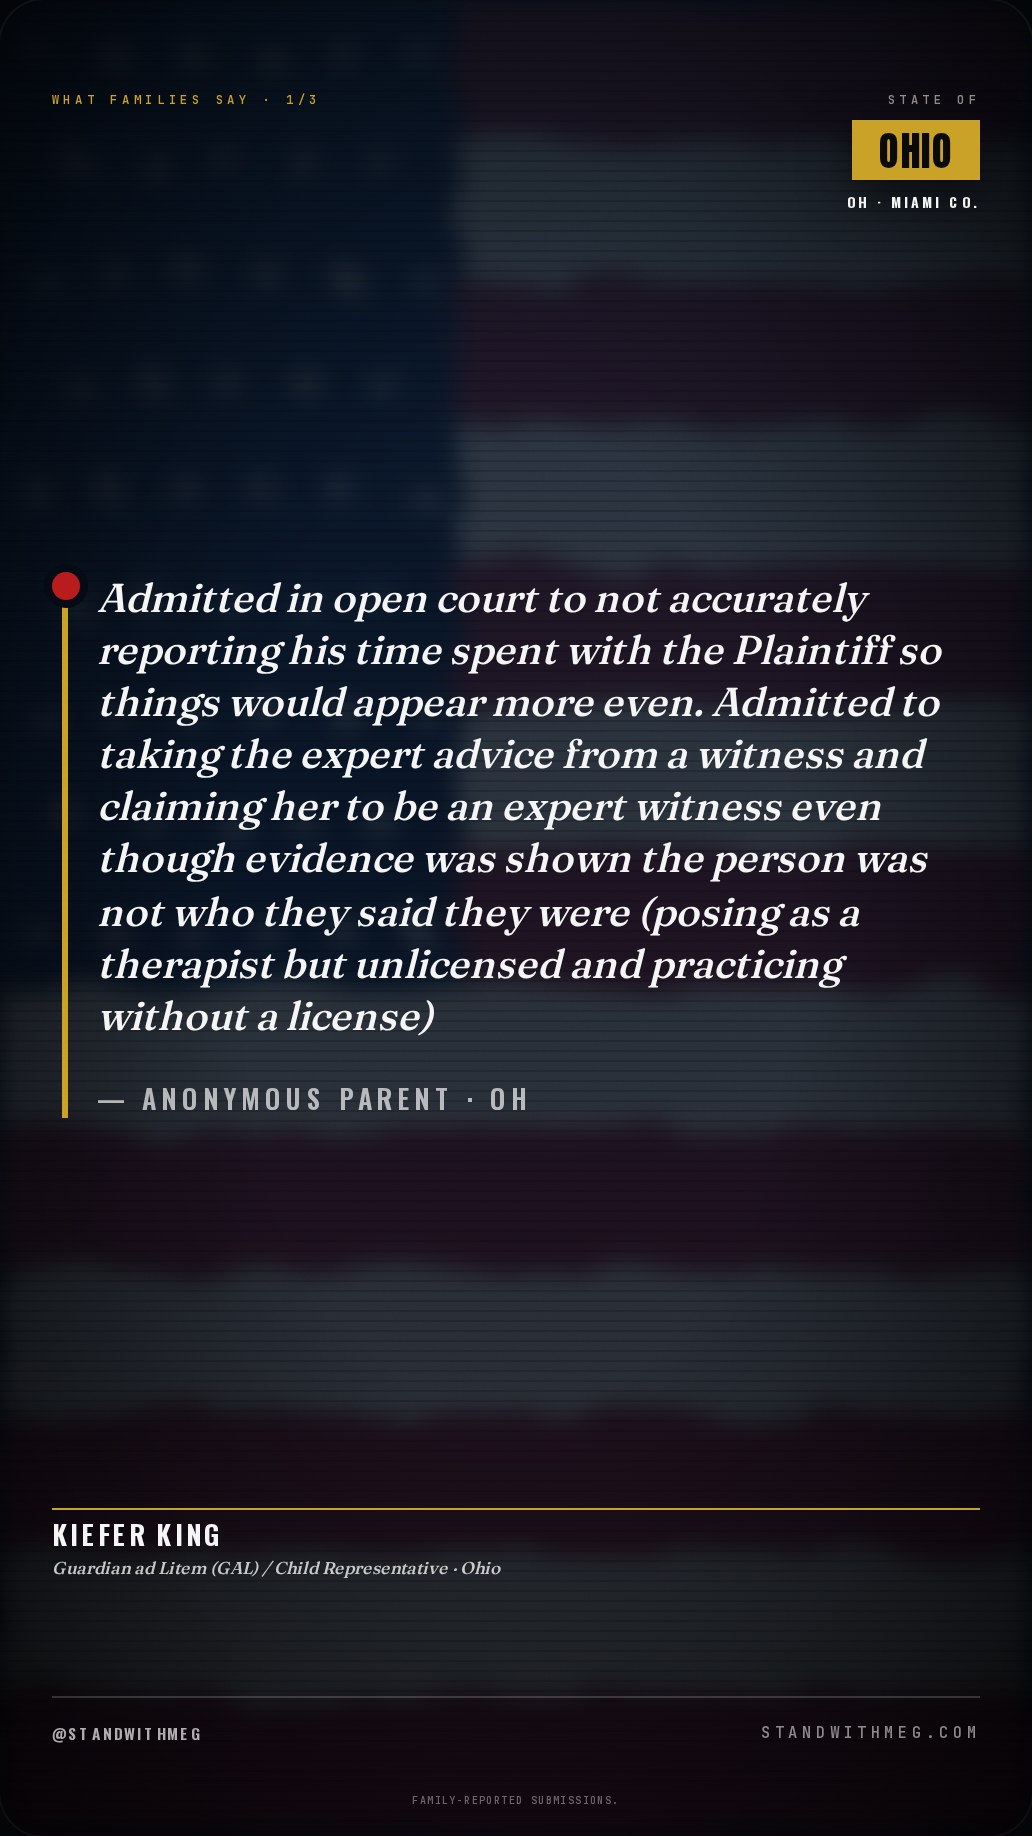 WHAT FAMILIES SAY · 1/3
STATE OF
OHIO
OH · MIAMI CO.
Admitted in open court to not accurately
reporting his time spent with the Plaintiff so
things would appear more even. Admitted to
taking the expert advice from a witness and
claiming her to be an expert witness even
though evidence was shown the person was
not who they said they were (posing as a
therapist but unlicensed and practicing
without a license)
— ANONYMOUS PARENT · OH
KIEFER KING
Guardian ad Litem (GAL) / Child Representative · Ohio
@STANDWITHMEG
STANDWITHMEG.COM
FAMILY-REPORTED SUBMISSIONS.